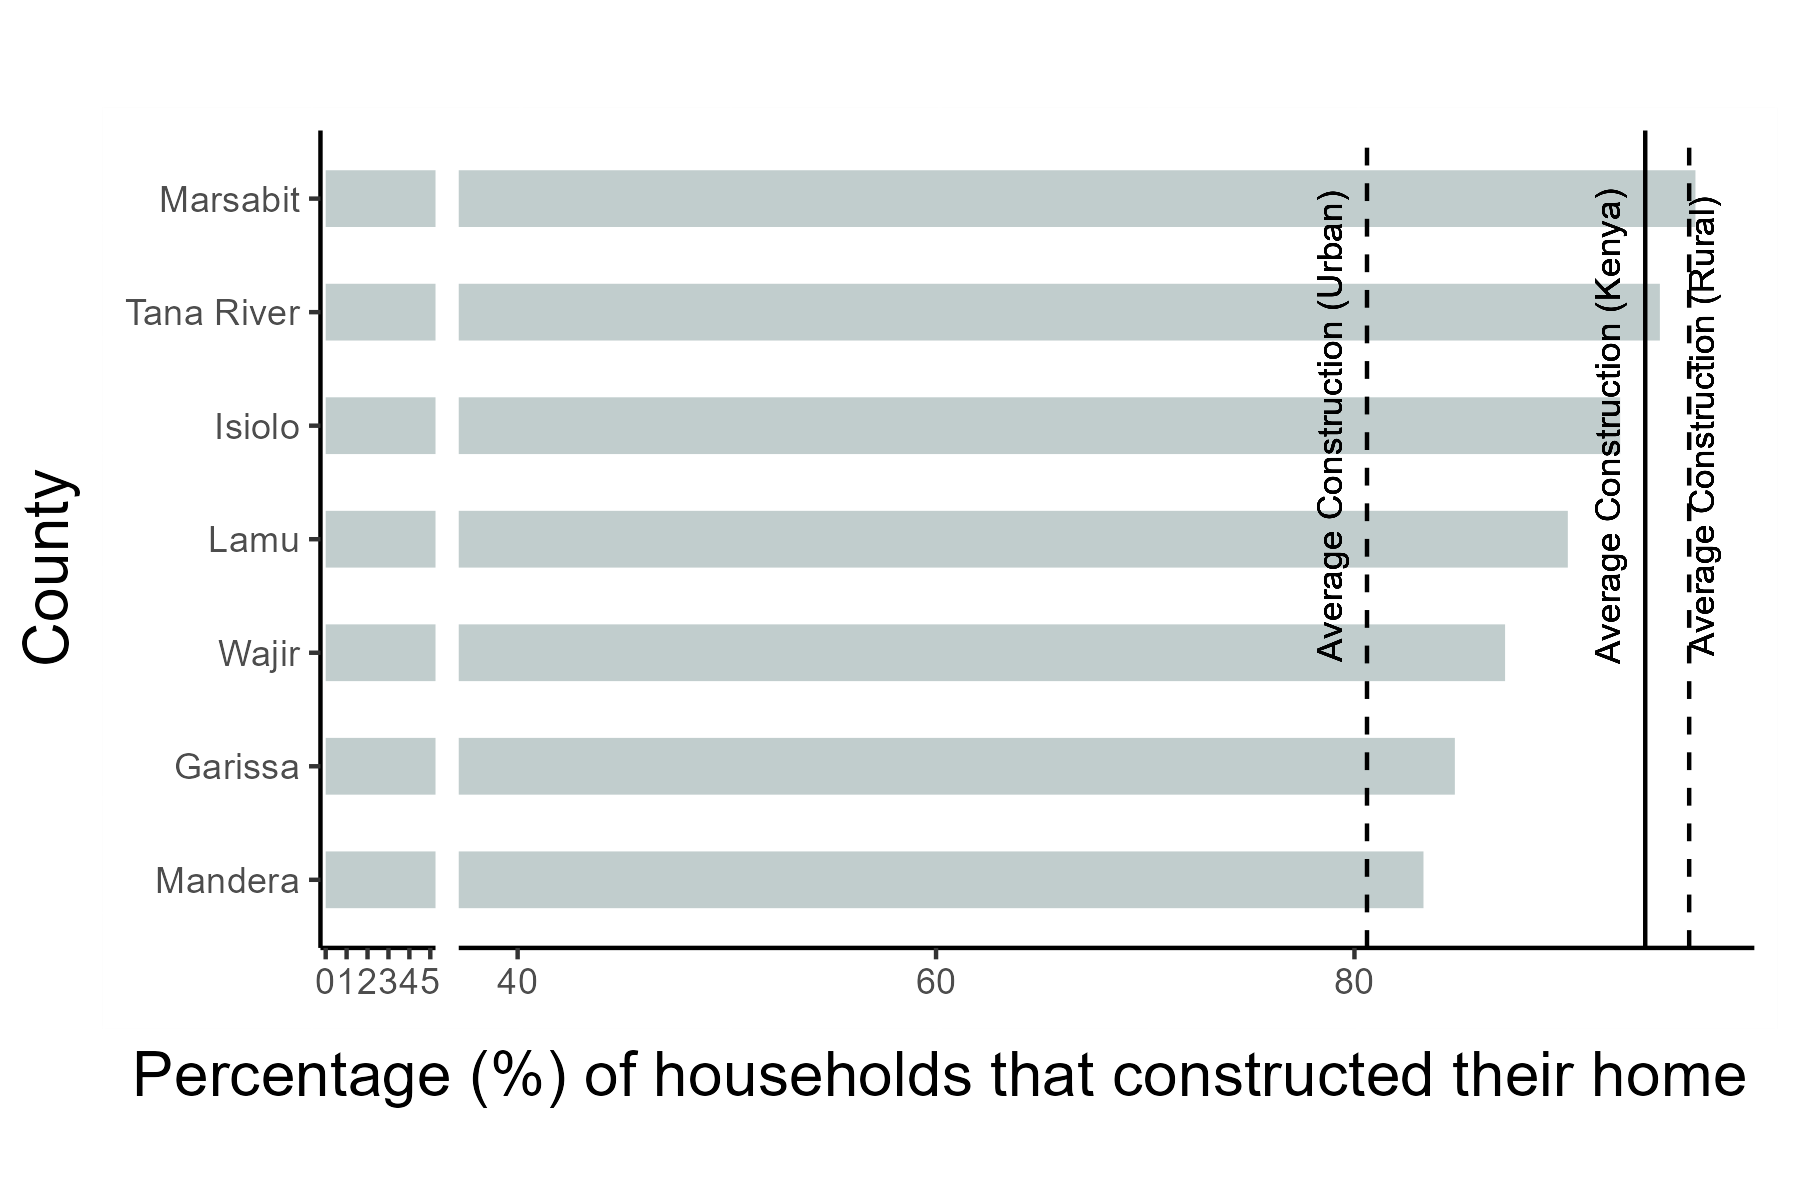 Marsabit
Tana River
Isiolo
Lamu
Wajir
Garissa
Mandera
County
Average Construction (Urban)
Average Construction (Kenya)
Average Construction (Rural)
0 1 2 3 4 5 40 60 80
Percentage (%) of households that constructed their home